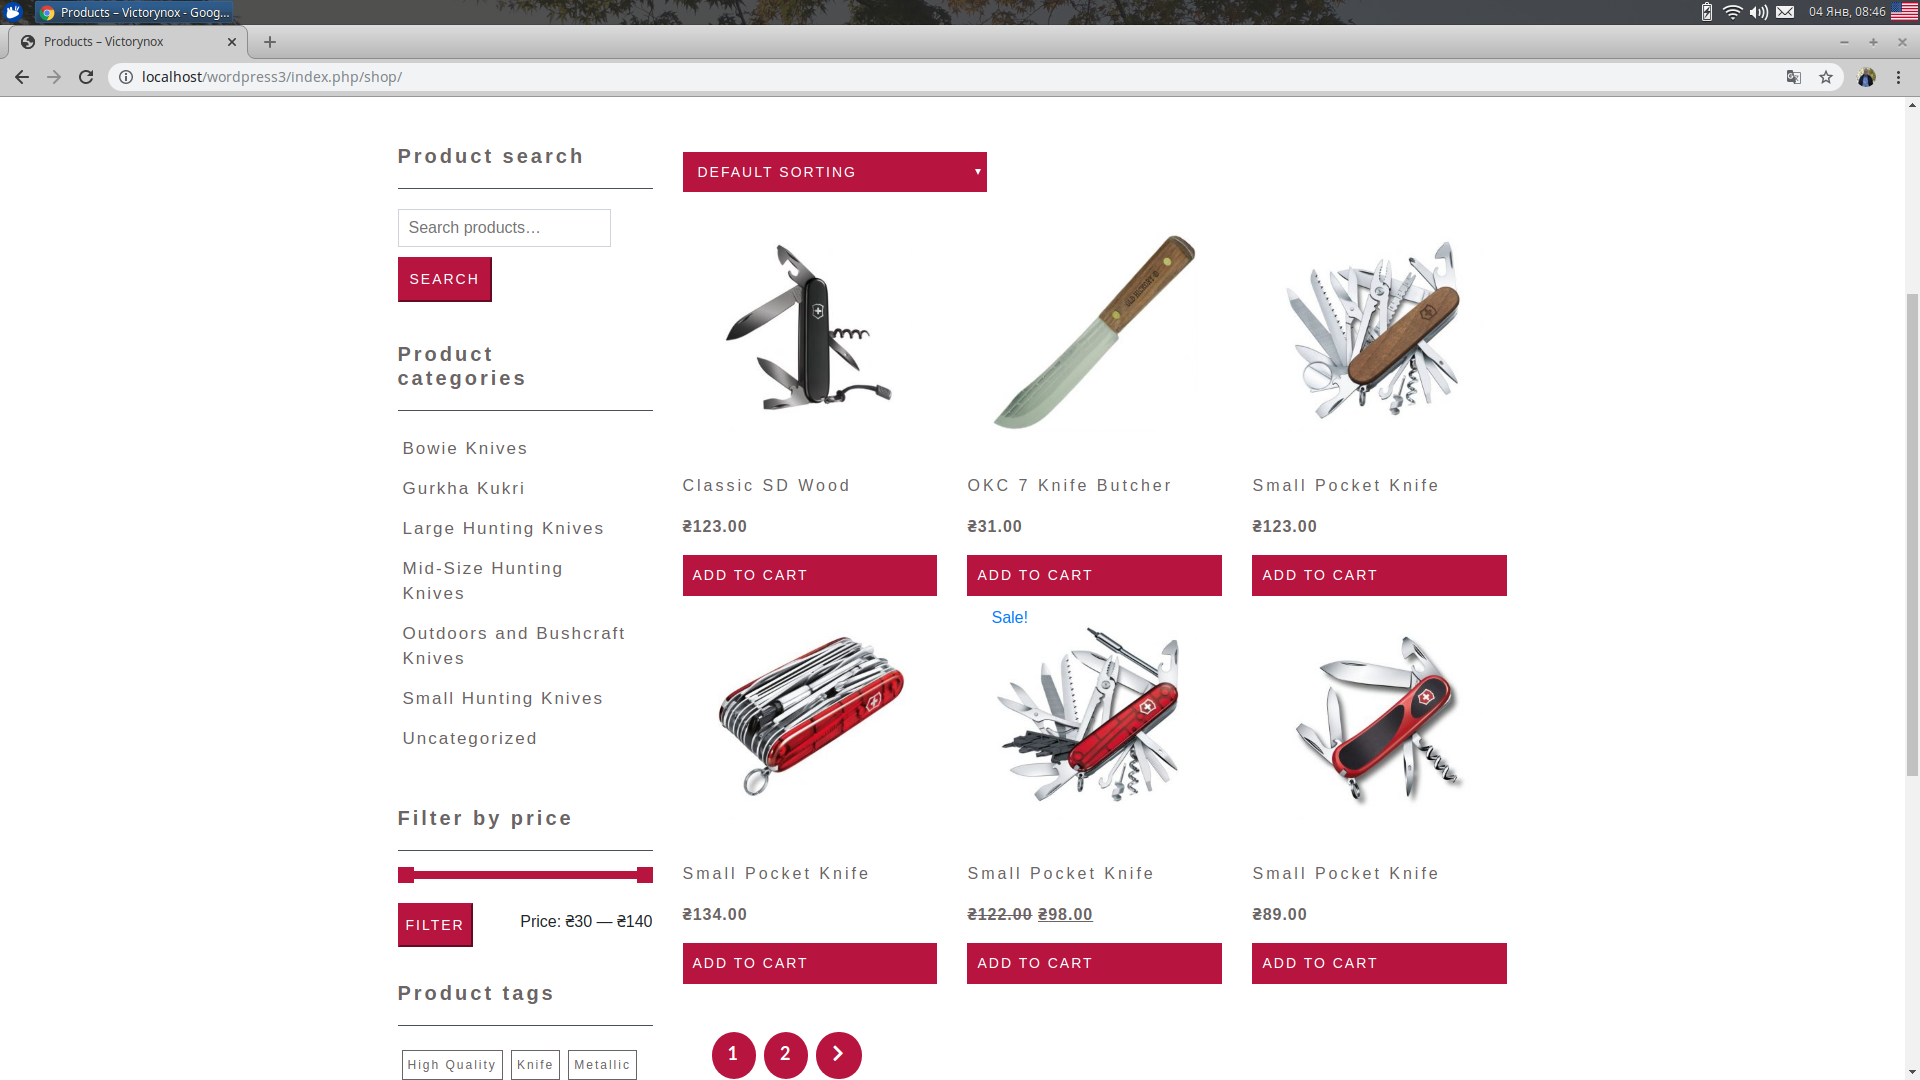 Products – Victorynox - Goog...
04 Янв, 08:46
Products – Victorynox
localhost/wordpress3/index.php/shop/
Product search
Search products…
SEARCH
Product
categories
Bowie Knives
Gurkha Kukri
Large Hunting Knives
Mid-Size Hunting
Knives
Outdoors and Bushcraft
Knives
Small Hunting Knives
Uncategorized
Filter by price
FILTER
Price: ₴30 — ₴140
Product tags
High Quality
Knife
Metallic
DEFAULT SORTING
Classic SD Wood
₴123.00
ADD TO CART
OKC 7 Knife Butcher
₴31.00
ADD TO CART
Small Pocket Knife
₴123.00
ADD TO CART
Small Pocket Knife
₴134.00
ADD TO CART
Sale!
Small Pocket Knife
₴122.00 ₴98.00
ADD TO CART
Small Pocket Knife
₴89.00
ADD TO CART
1 2